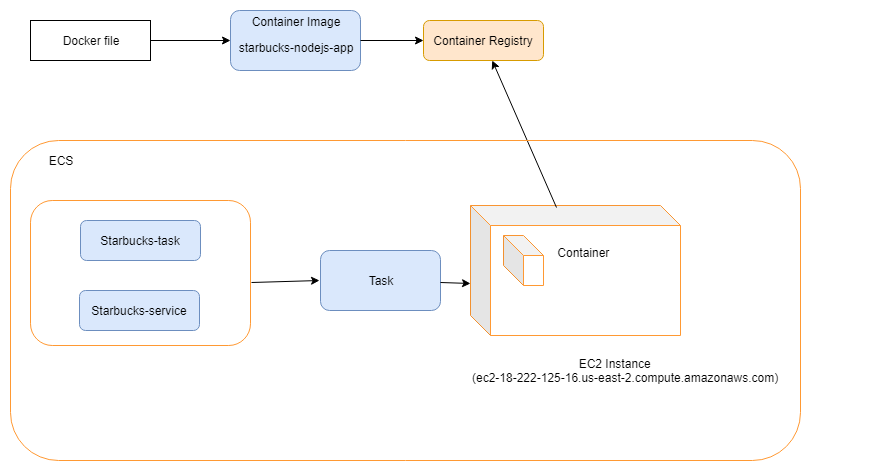 Docker file
Container Image
starbucks-nodejs-app
Container Registry
ECS
Starbucks-task
Starbucks-service
Task
Container
EC2 Instance
(ec2-18-222-125-16.us-east-2.compute.amazonaws.com)